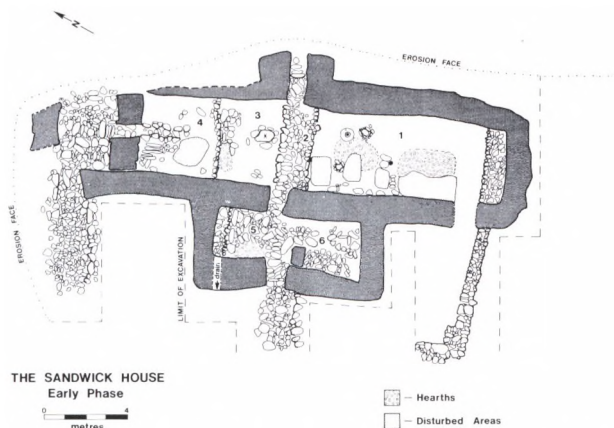 N
EROSION FACE
4
3
2
1
EROSION FACE
5
6
drain
LIMIT OF EXCAVATION
THE SANDWICK HOUSE
Early Phase
0 4
metres
- Hearths
- Disturbed Areas